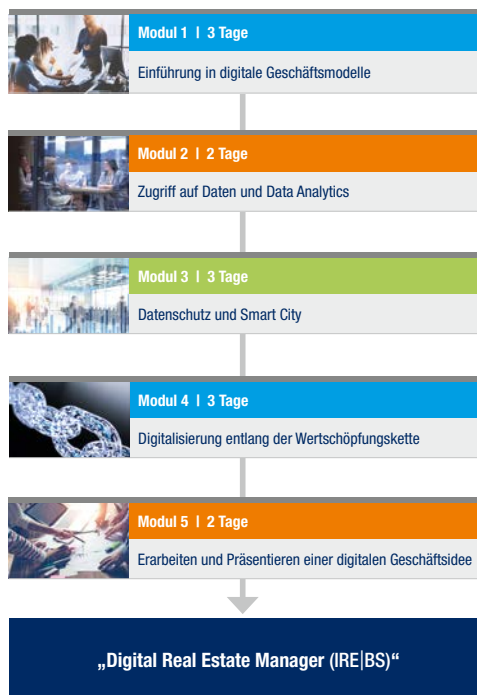 Modul 1 | 3 Tage
Einführung in digitale Geschäftsmodelle
Modul 2 | 2 Tage
Zugriff auf Daten und Data Analytics
Modul 3 | 3 Tage
Datenschutz und Smart City
Modul 4 | 3 Tage
Digitalisierung entlang der Wertschöpfungskette
Modul 5 | 2 Tage
Erarbeiten und Präsentieren einer digitalen Geschäftsidee
„Digital Real Estate Manager (IRE|BS)“